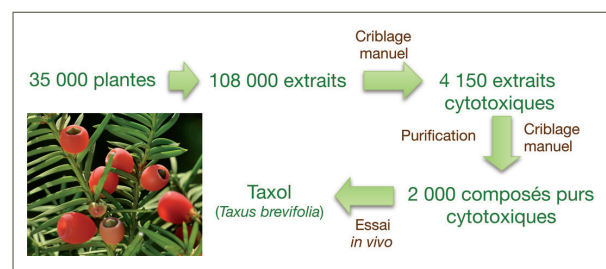 Criblage
manuel
35 000 plantes
108 000 extraits
4 150 extraits
cytotoxiques
Purification
Criblage
manuel
Taxol
(Taxus brevifolia)
Essai
in vivo
2 000 composés purs
cytotoxiques